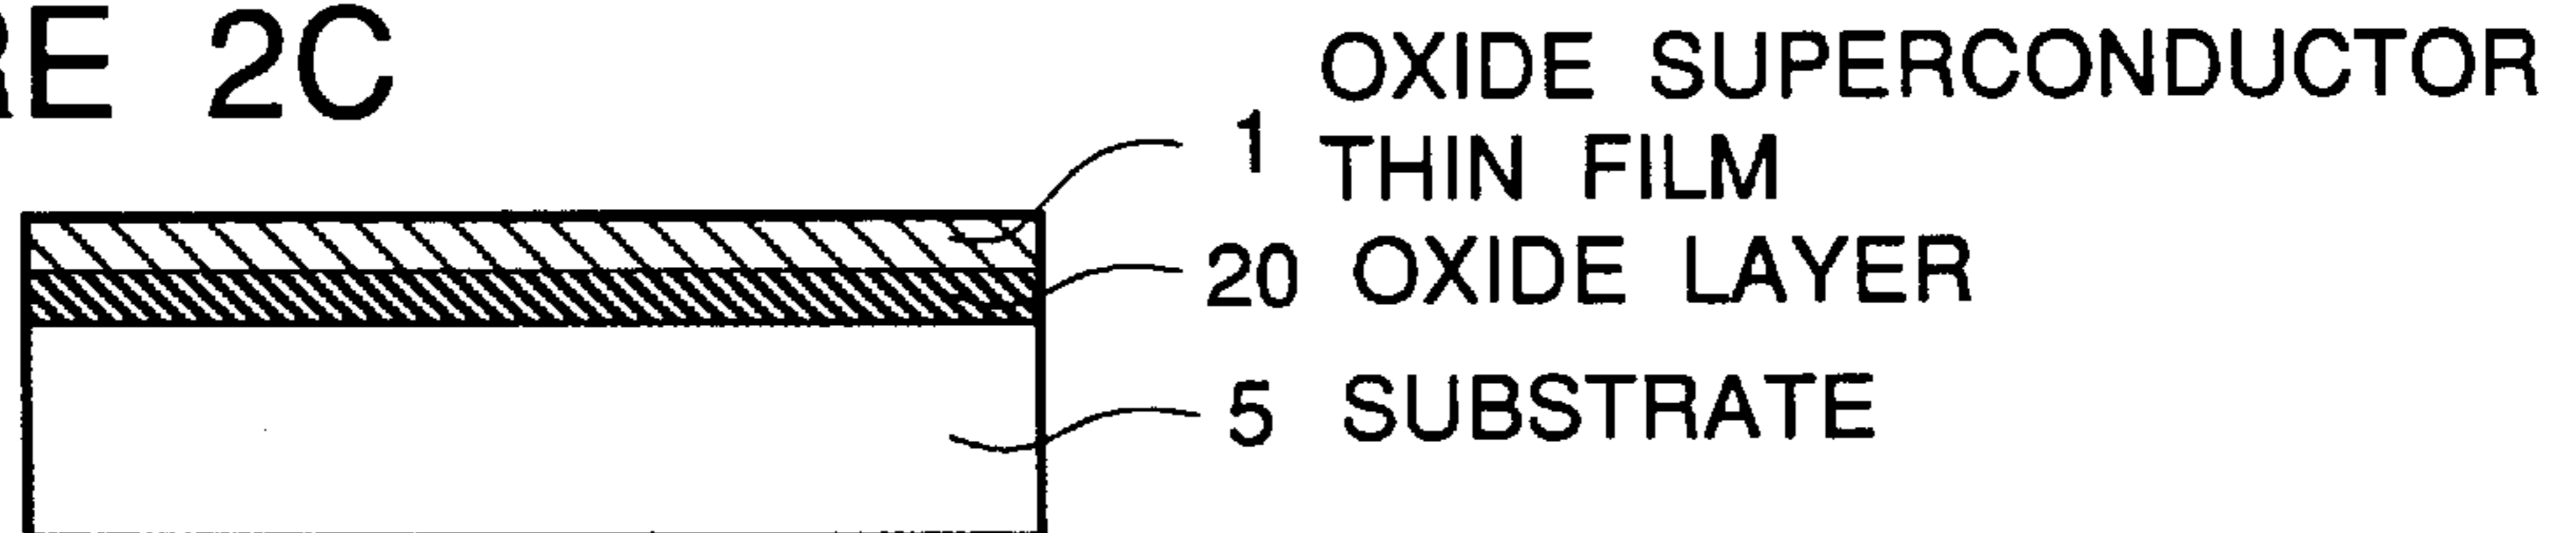 RE 2C
OXIDE SUPERCONDUCTOR
1 THIN FILM
20 OXIDE LAYER
5 SUBSTRATE